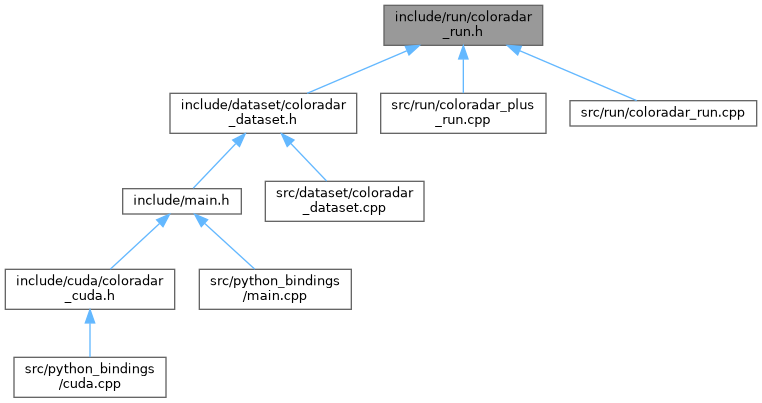 include/run/coloradar
_run.h
include/dataset/coloradar
_dataset.h
src/run/coloradar_plus
_run.cpp
src/run/coloradar_run.cpp
include/main.h
src/dataset/coloradar
_dataset.cpp
include/cuda/coloradar
_cuda.h
src/python_bindings
/main.cpp
src/python_bindings
/cuda.cpp